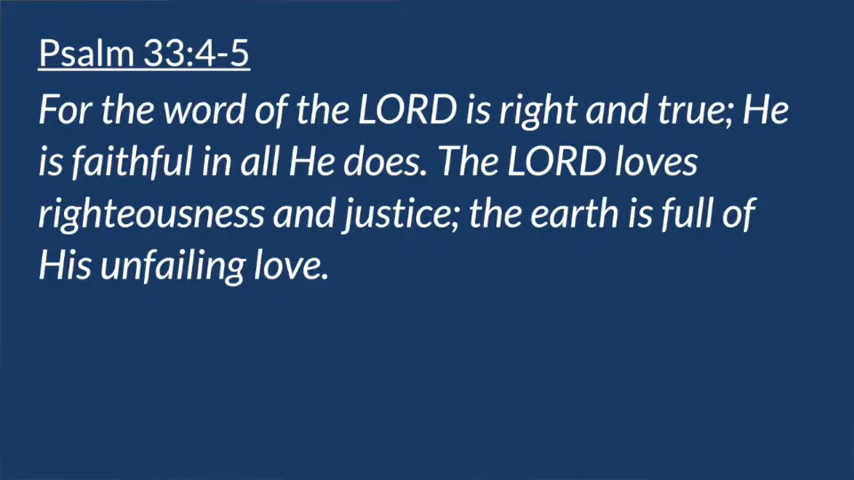 Psalm 33:4-5
For the word of the LORD is right and true; He
is faithful in all He does. The LORD loves
righteousness and justice; the earth is full of
His unfailing love.